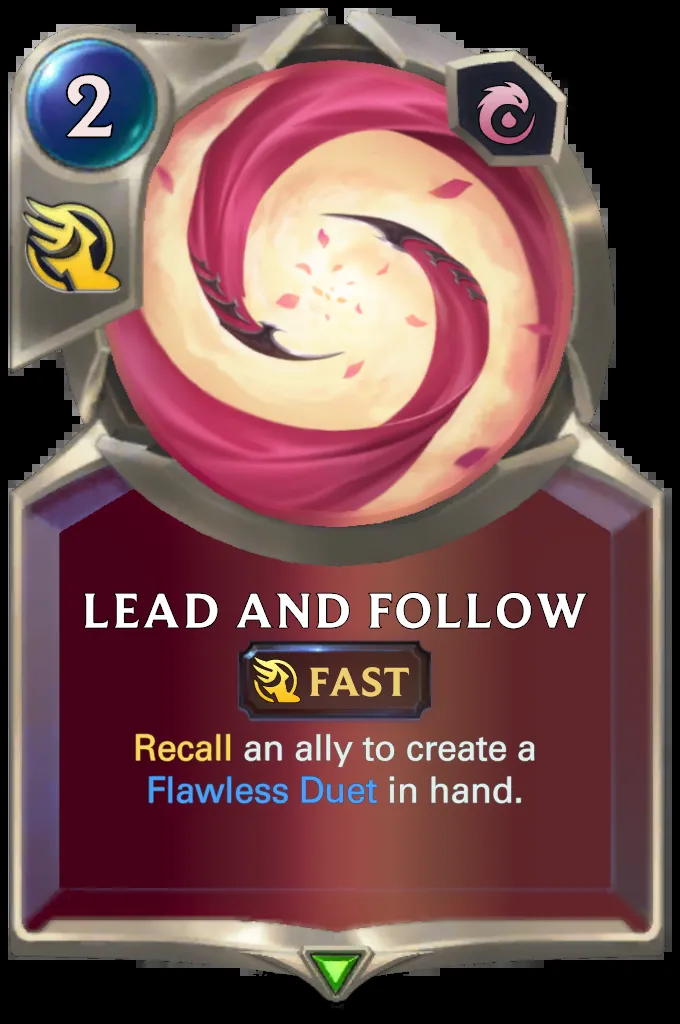 2
LEAD AND FOLLOW
FAST
Recall an ally to create a
Flawless Duet in hand.